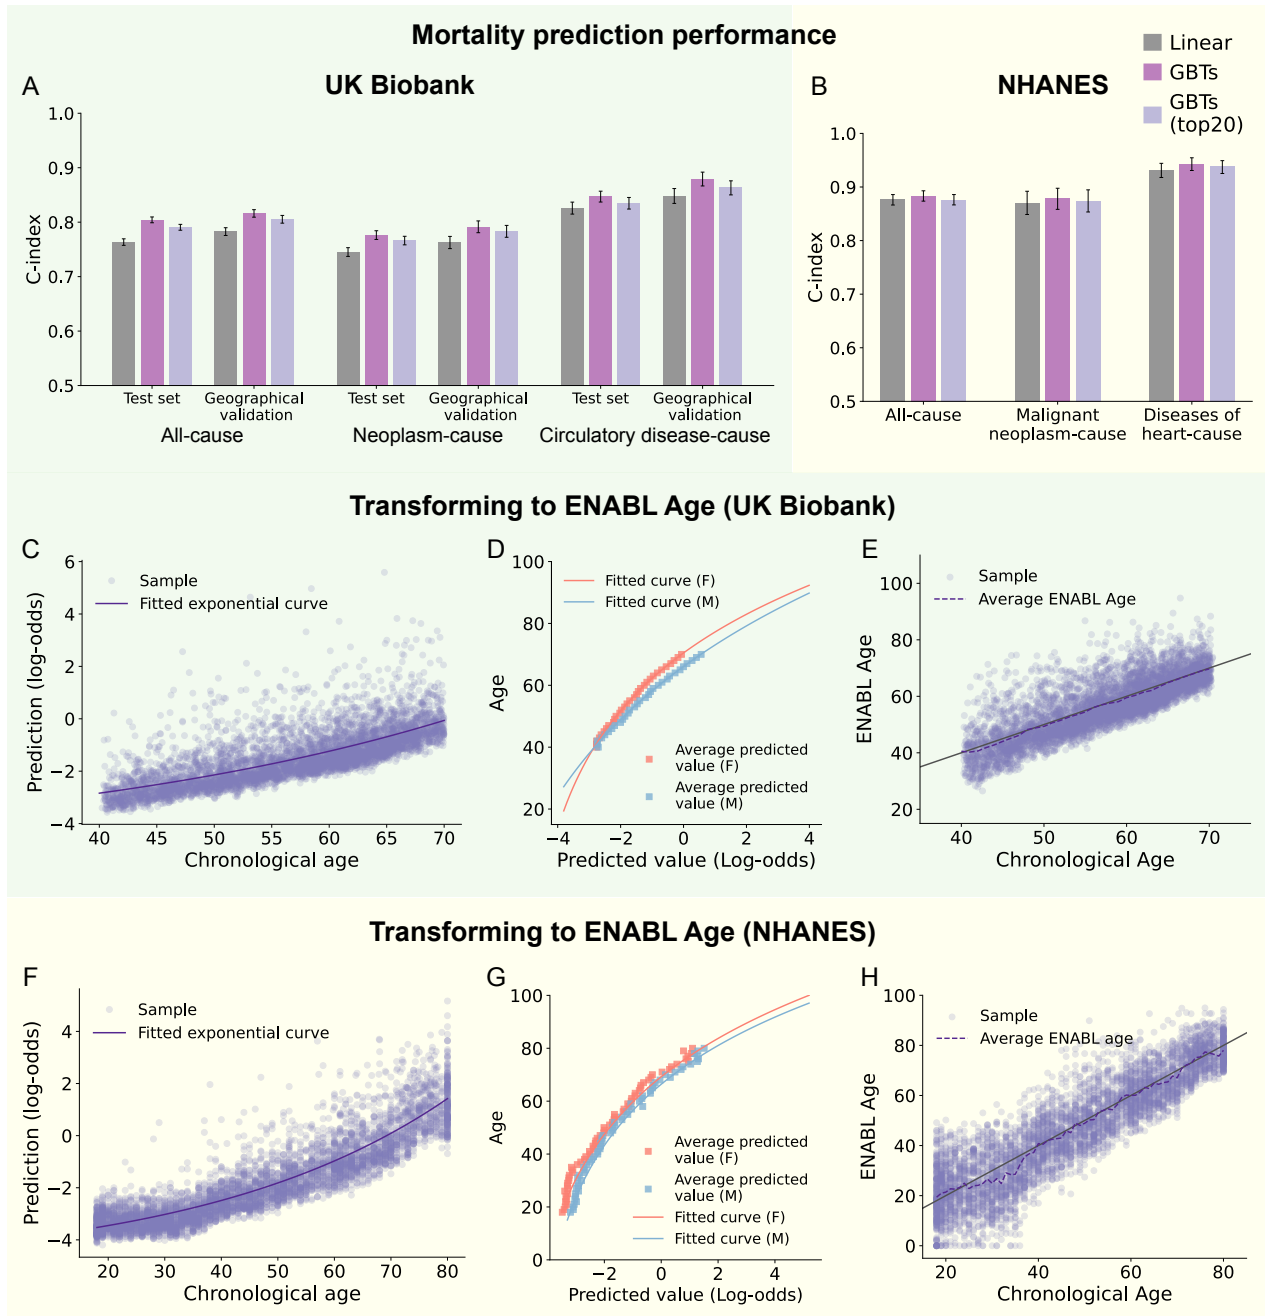 Mortality prediction performance
Linear
GBTs
GBTs
(top20)
A
UK Biobank
B
NHANES
1.0
0.9
0.8
0.7
0.6
0.5
C-index
Test set
Geographical
validation
Test set
Geographical
validation
Test set
Geographical
validation
All-cause
Neoplasm-cause
Circulatory disease-cause
1.0
0.9
0.8
0.7
0.6
0.5
C-index
All-cause
Malignant
neoplasm-cause
Diseases of
heart-cause
Transforming to ENABL Age (UK Biobank)
C
6
4
2
0
−2
−4
Prediction (log-odds)
Sample
Fitted exponential curve
40
45
50
55
60
65
70
Chronological age
D
100
80
60
40
20
Age
Fitted curve (F)
Fitted curve (M)
Average predicted
value (F)
Average predicted
value (M)
−4
−2
0
2
4
Predicted value (Log-odds)
E
100
80
60
40
20
ENABL Age
Sample
Average ENABL Age
40
50
60
70
Chronological Age
Transforming to ENABL Age (NHANES)
F
4
2
0
−2
−4
Prediction (log-odds)
Sample
Fitted exponential curve
20
30
40
50
60
70
80
Chronological age
G
100
80
60
40
20
0
Age
Average predicted
value (F)
Average predicted
value (M)
Fitted curve (F)
Fitted curve (M)
−2
0
2
4
Predicted value (Log-odds)
H
100
80
60
40
20
0
ENABL Age
Sample
Average ENABL age
20
40
60
80
Chronological Age